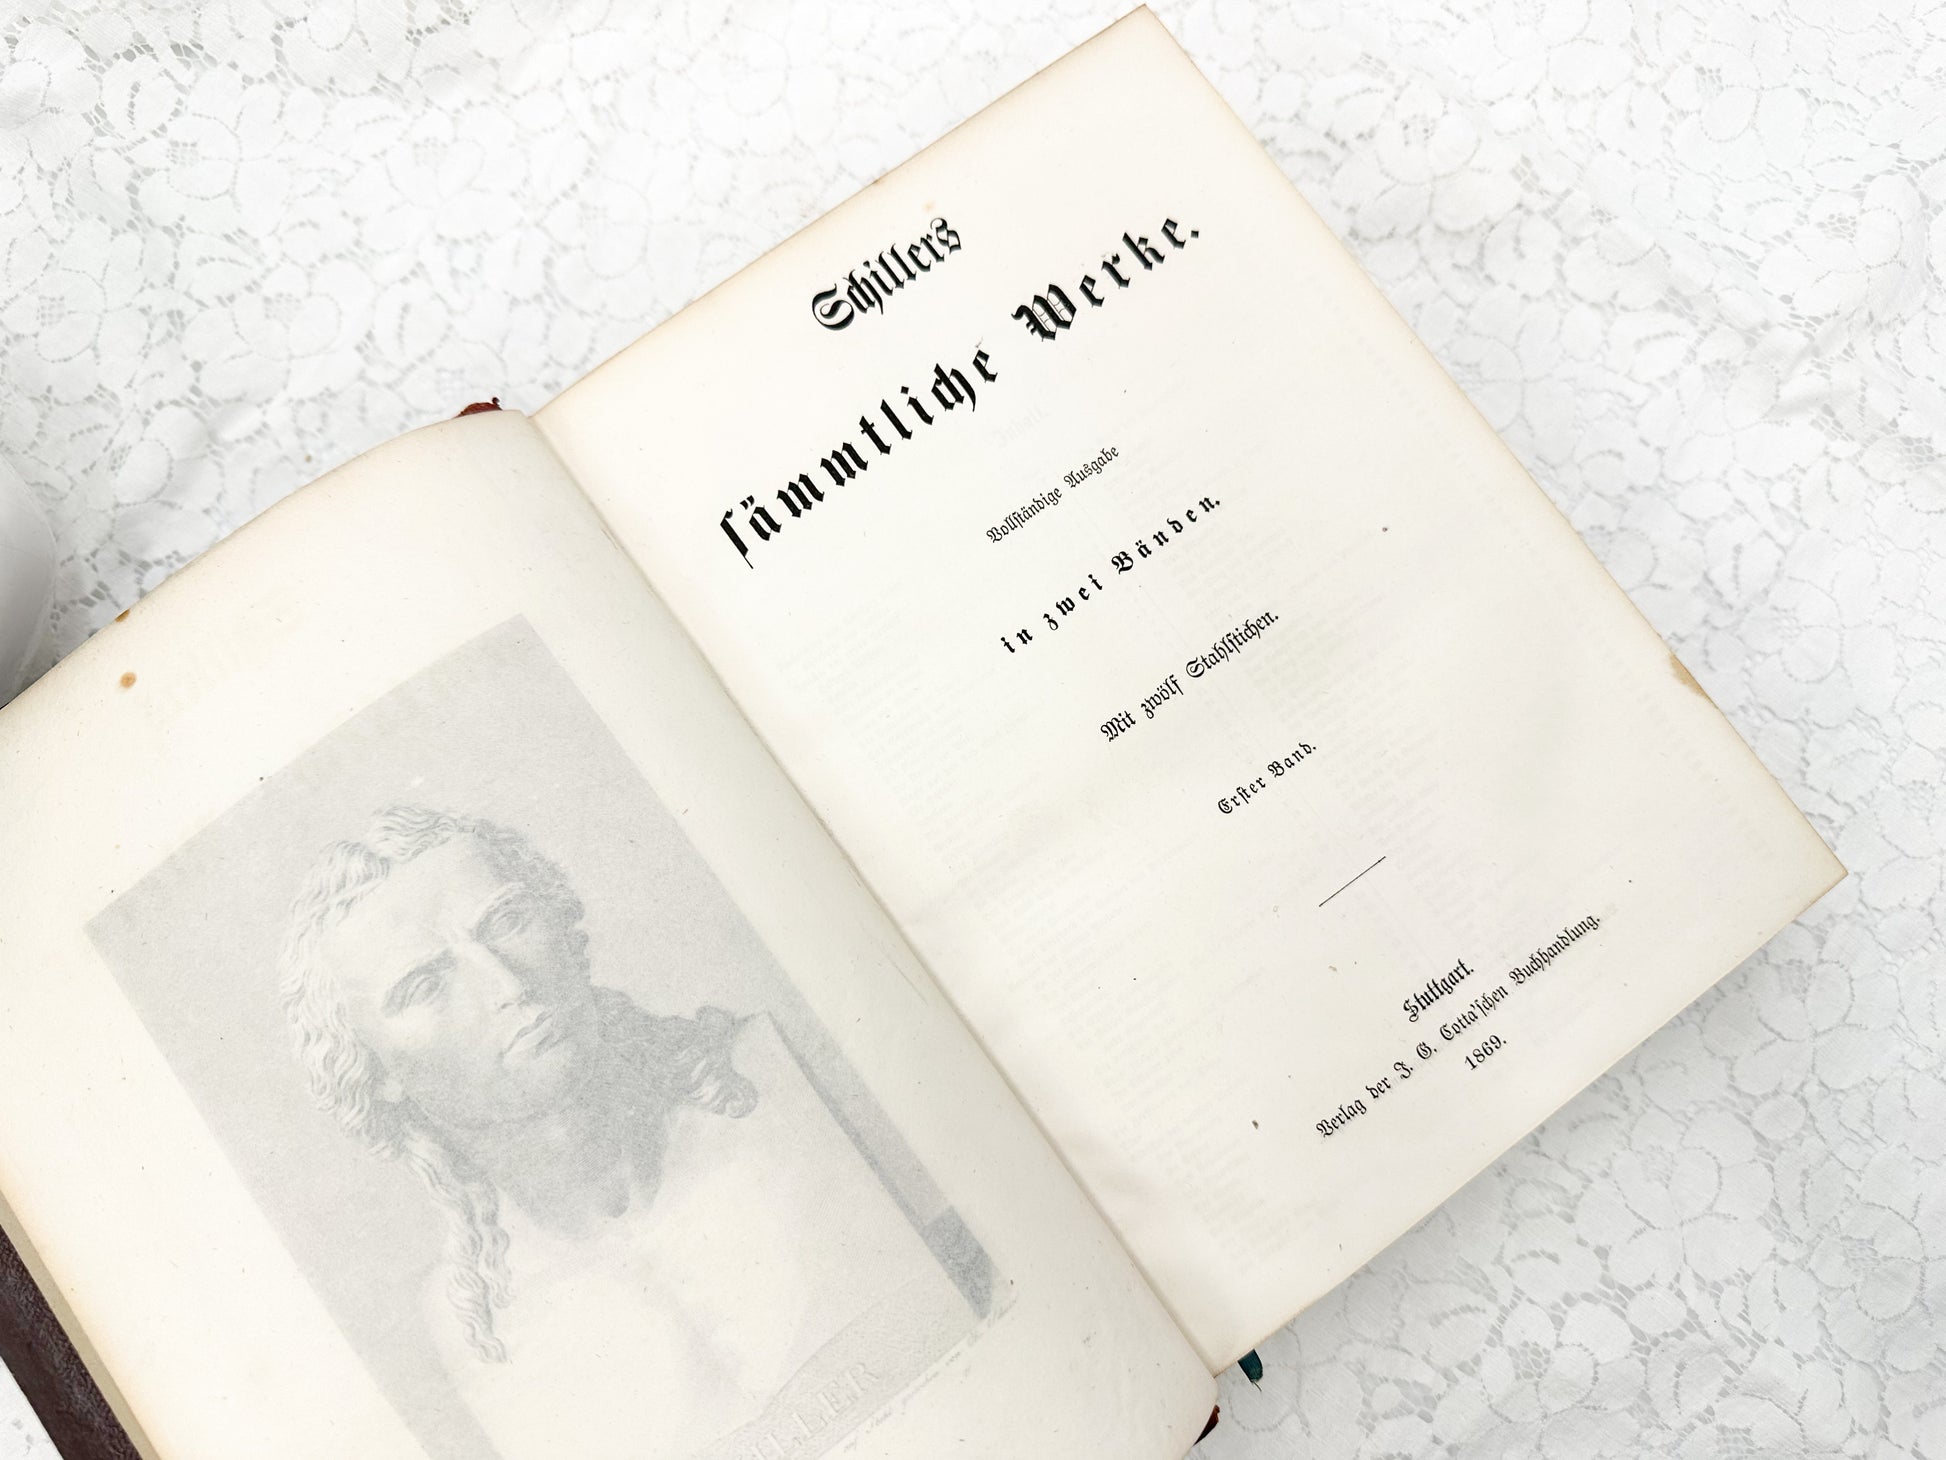 Schillers
ſämmtliche Werke.
Vollſtändige Ausgabe
in zwei Bänden.
Mit zwölf Stahlſtichen.
Erſter Band.
Stuttgart.
Verlag der J. G. Cotta'ſchen Buchhandlung.
1869.